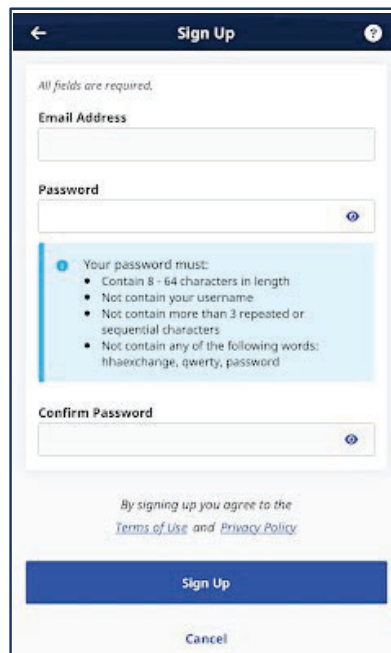 Sign Up
?
All fields are required.
Email Address
Password
Your password must:
• Contain 8 - 64 characters in length
• Not contain your username
• Not contain more than 3 repeated or
sequential characters
• Not contain any of the following words:
hhaexchange, qwerty, password
Confirm Password
By signing up you agree to the
Terms of Use and Privacy Policy
Sign Up
Cancel